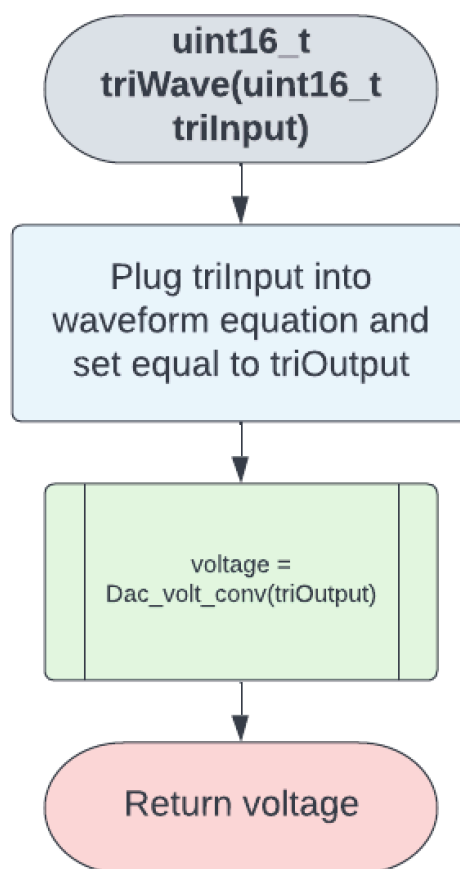 uint16_t
triWave(uint16_t
triInput)
Plug triInput into
waveform equation and
set equal to triOutput
voltage =
Dac_volt_conv(triOutput)
Return voltage